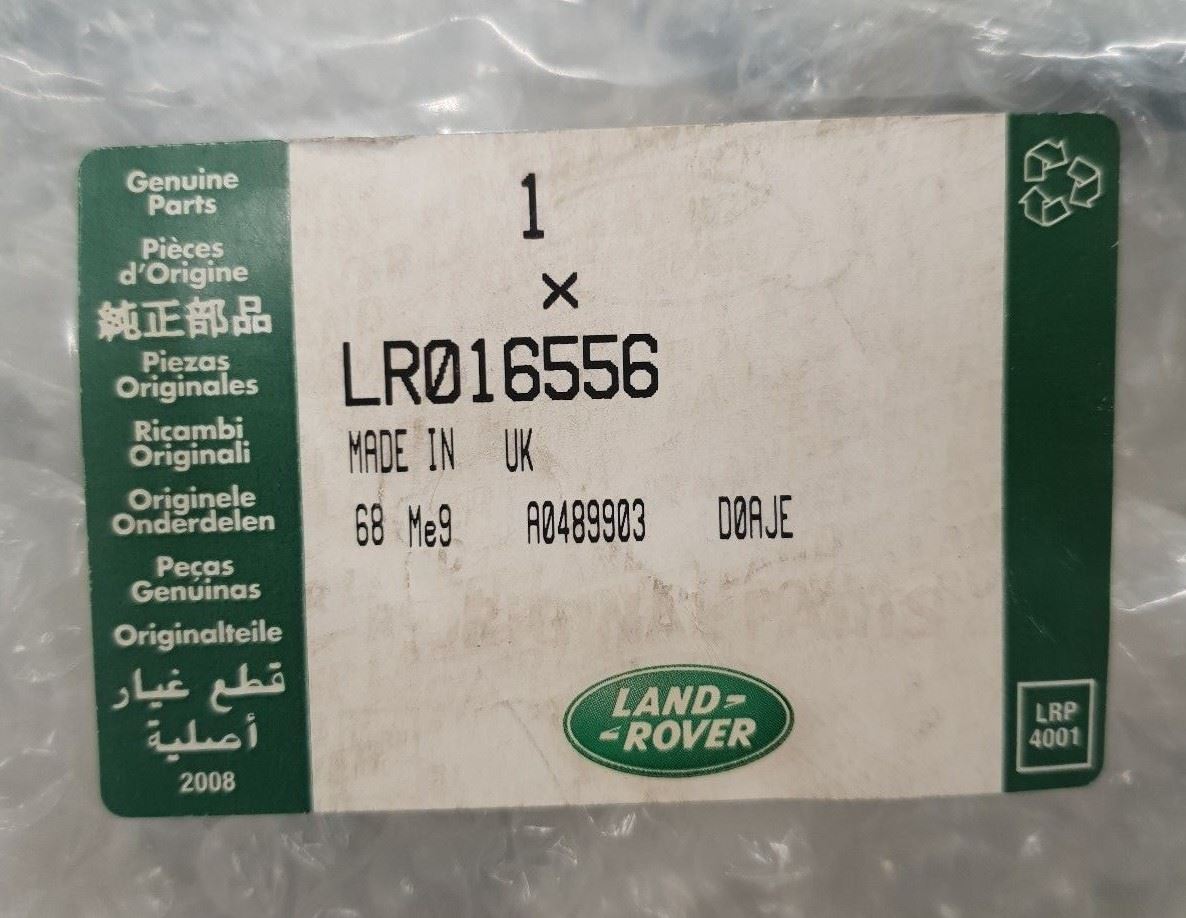 Genuine
Parts
Pièces
d'Origine
純正部品
Piezas
Originales
Ricambi
Originali
Originele
Onderdelen
Peças
Genuinas
Originalteile
قطع غيار
أصلية
2008
1
×
LR016556
MADE IN UK
68 Me9 A0489903 D0AJE
LAND-
-ROVER
LRP
4001